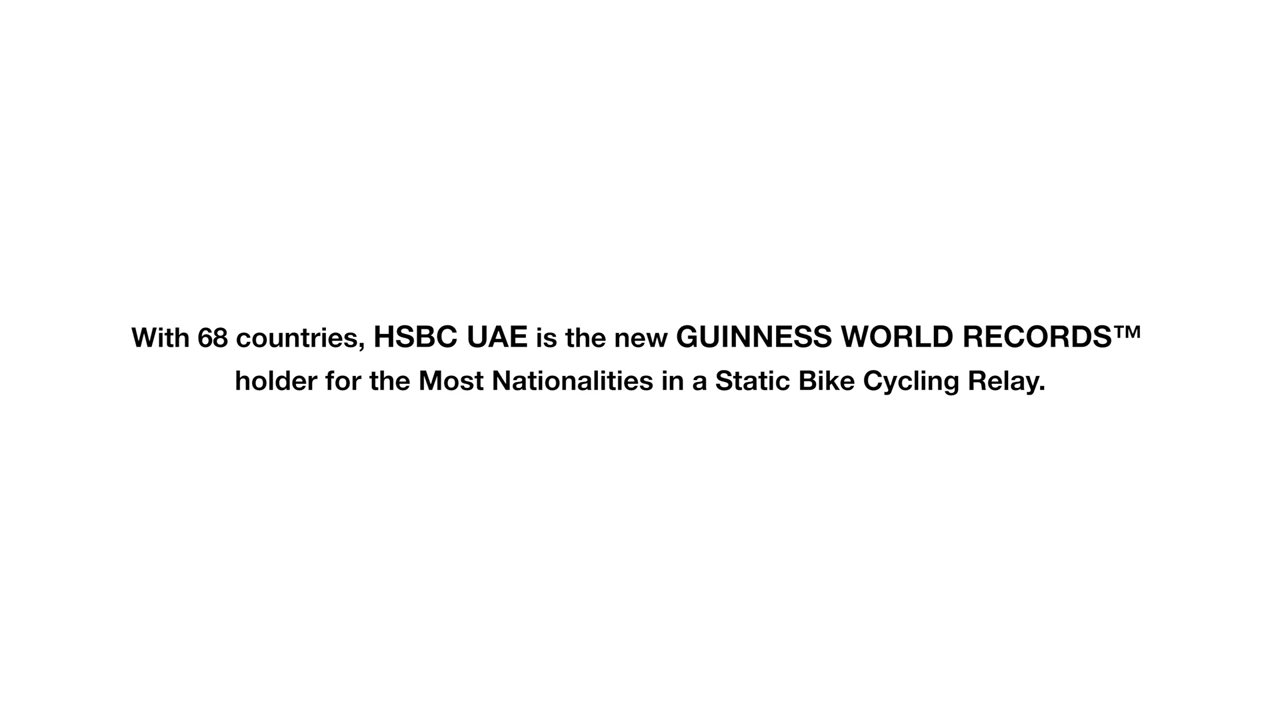 With 68 countries, HSBC UAE is the new GUINNESS WORLD RECORDS™
holder for the Most Nationalities in a Static Bike Cycling Relay.